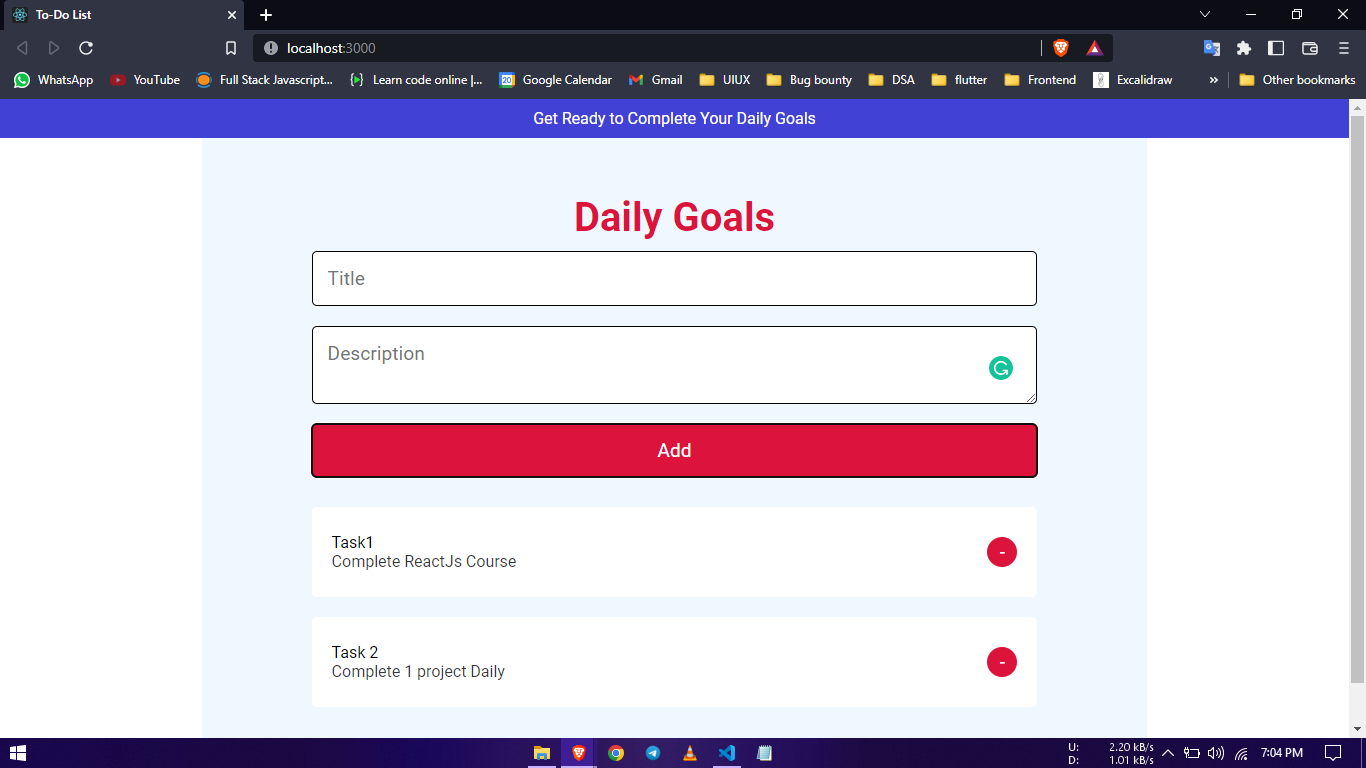 To-Do List
localhost:3000
WhatsApp YouTube Full Stack Javascript... Learn code online |... Google Calendar Gmail UIUX Bug bounty DSA flutter Frontend Excalidraw » Other bookmarks
Get Ready to Complete Your Daily Goals
Daily Goals
Title
Description
Add
Task1
Complete ReactJs Course
-
Task 2
Complete 1 project Daily
-
U: 2.20 kB/s
D: 1.01 kB/s
7:04 PM